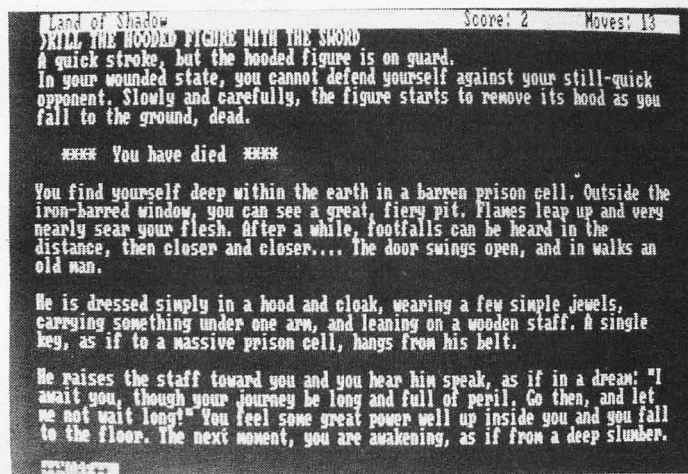 Land of Shadow Score: 2 Moves: 13
>KILL THE HOODED FIGURE WITH THE SWORD
A quick stroke, but the hooded figure is on guard.
In your wounded state, you cannot defend yourself against your still-quick
opponent. Slowly and carefully, the figure starts to remove its hood as you
fall to the ground, dead.
**** You have died ****
You find yourself deep within the earth in a barren prison cell. Outside the
iron-barred window, you can see a great, fiery pit. Flames leap up and very
nearly sear your flesh. After a while, footfalls can be heard in the
distance, then closer and closer.... The door swings open, and in walks an
old man.
He is dressed simply in a hood and cloak, wearing a few simple jewels,
carrying something under one arm, and leaning on a wooden staff. A single
key, as if to a massive prison cell, hangs from his belt.
He raises the staff toward you and you hear him speak, as if in a dream: "I
await you, though your journey be long and full of peril. Go then, and let
me not wait long!" You feel some great power well up inside you and you fall
to the floor. The next moment, you are awakening, as if from a deep slumber.